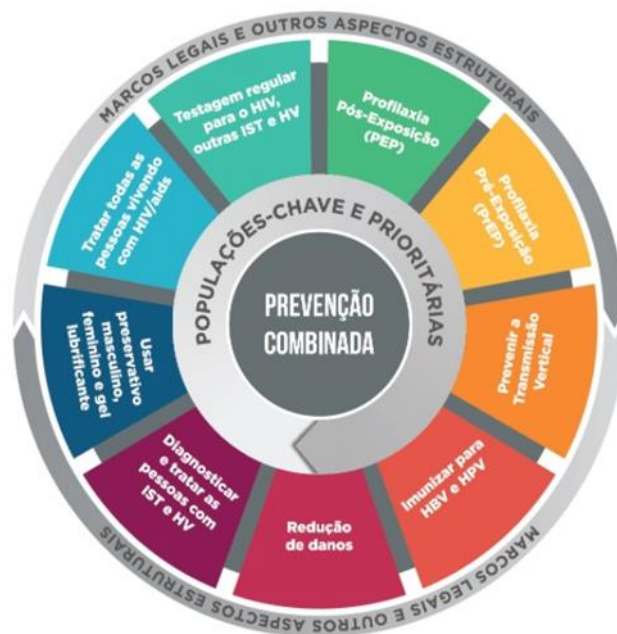 MARCOS LEGAIS E OUTROS ASPECTOS ESTRUTURAIS
Testagem regular
para o HIV,
outras IST e HV
Profilaxia
Pós-Exposição
(PEP)
Profilaxia
Pré-Exposição
(PrEP)
Prevenir a
Transmissão
Vertical
Imunizar para
HBV e HPV
Redução
de danos
Diagnosticar
e tratar as
pessoas com
IST e HV
Usar
preservativo
masculino,
feminino e gel
lubrificante
Tratar todas as
pessoas vivendo
com HIV/aids
POPULAÇÕES-CHAVE E PRIORITÁRIAS
PREVENÇÃO
COMBINADA
MARCOS LEGAIS E OUTROS ASPECTOS ESTRUTURAIS